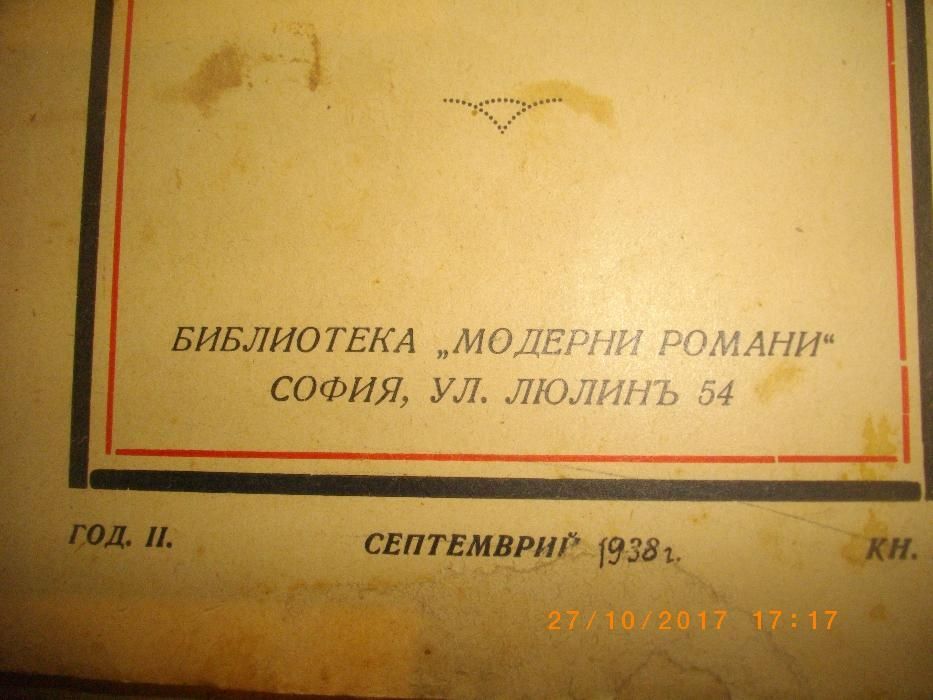 БИБЛИОТЕКА „МОДЕРНИ РОМАНИ“
СОФИЯ, УЛ. ЛЮЛИНЪ 54
ГОД. II. СЕПТЕМВРИЙ 1938 г. КН.
27/10/2017 17:17